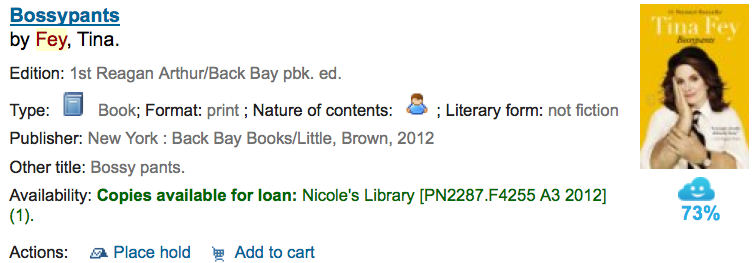 Bossypants
by Fey, Tina.
Edition: 1st Reagan Arthur/Back Bay pbk. ed.
Type: Book; Format: print ; Nature of contents: ; Literary form: not fiction
Publisher: New York : Back Bay Books/Little, Brown, 2012
Other title: Bossy pants.
Availability: Copies available for loan: Nicole's Library [PN2287.F4255 A3 2012]
(1).
Actions: Place hold Add to cart
Tina Fey
Bossypants
73%